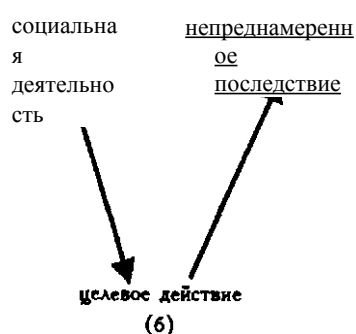 социальна
я
деятельно
сть
непреднамеренн
ое
последствие
целевое действие
(6)